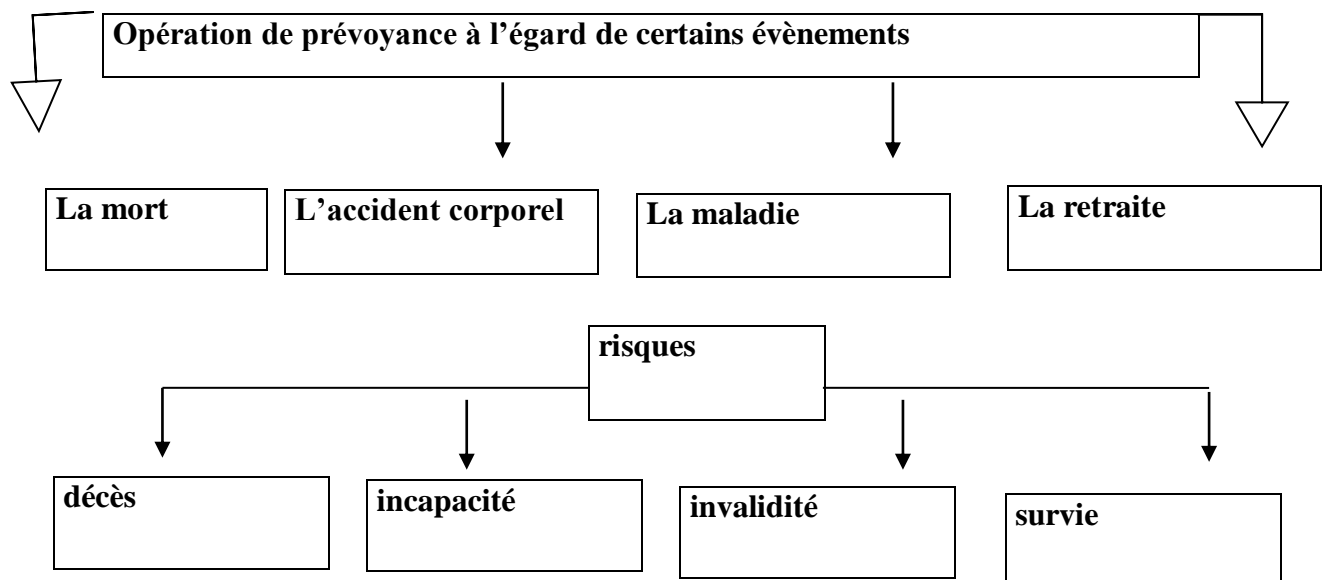 Opération de prévoyance à l’égard de certains évènements
La mort
L’accident corporel
La maladie
La retraite
risques
décès
incapacité
invalidité
survie